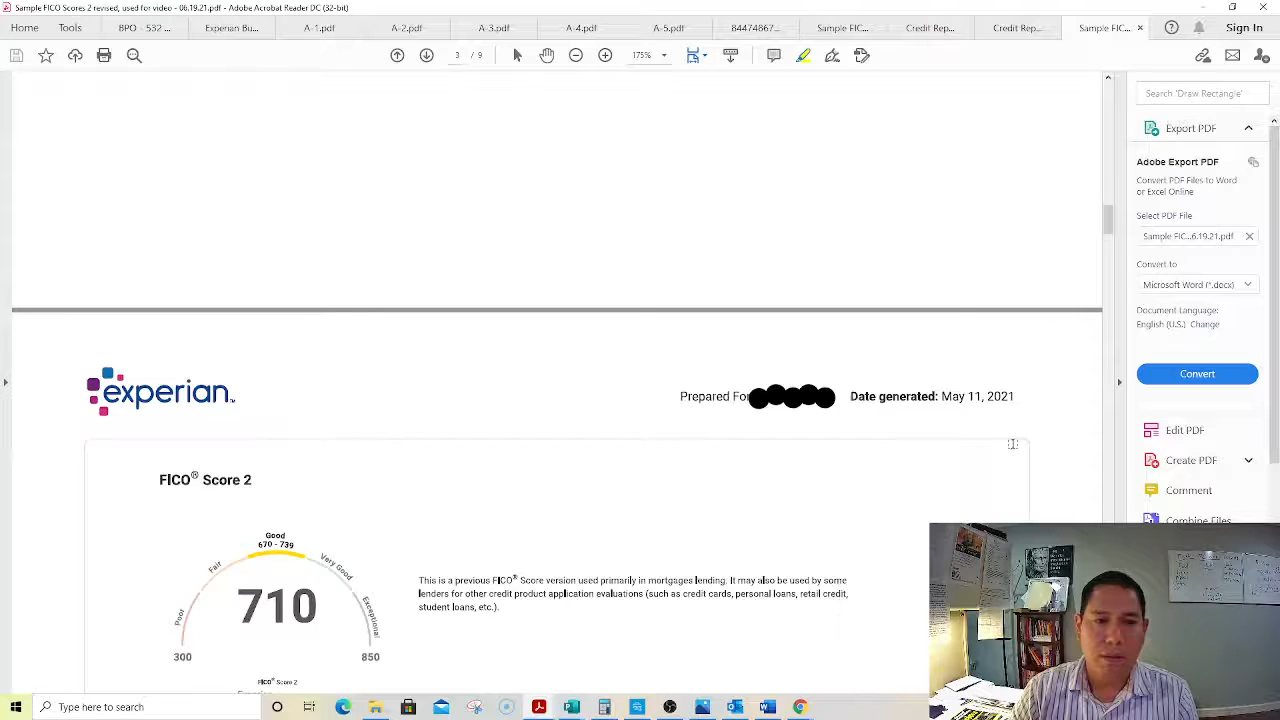 Sample FICO Scores 2 revised, used for video - 06.19.21.pdf - Adobe Acrobat Reader DC (32-bit)
Home Tools BPO - 532 ... Experian Bu... A-1.pdf A-2.pdf A-3.pdf A-4.pdf A-5.pdf 84474867... Sample FIC... Credit Rep... Credit Rep... Sample FIC... Sign In
3 / 9 175%
Search 'Draw Rectangle'
Export PDF
Adobe Export PDF
Convert PDF Files to Word
or Excel Online
Select PDF File
Sample FIC...6.19.21.pdf
Convert to
Microsoft Word (*.docx)
Document Language:
English (U.S.) Change
Convert
Edit PDF
Create PDF
Comment
Combine Files
experian
Prepared For Date generated: May 11, 2021
FICO® Score 2
Good
670 - 739
Poor Fair Very Good Exceptional
710
300 850
FICO® Score 2
This is a previous FICO® Score version used primarily in mortgages lending. It may also be used by some
lenders for other credit product application evaluations (such as credit cards, personal loans, retail credit,
student loans, etc.).
Type here to search